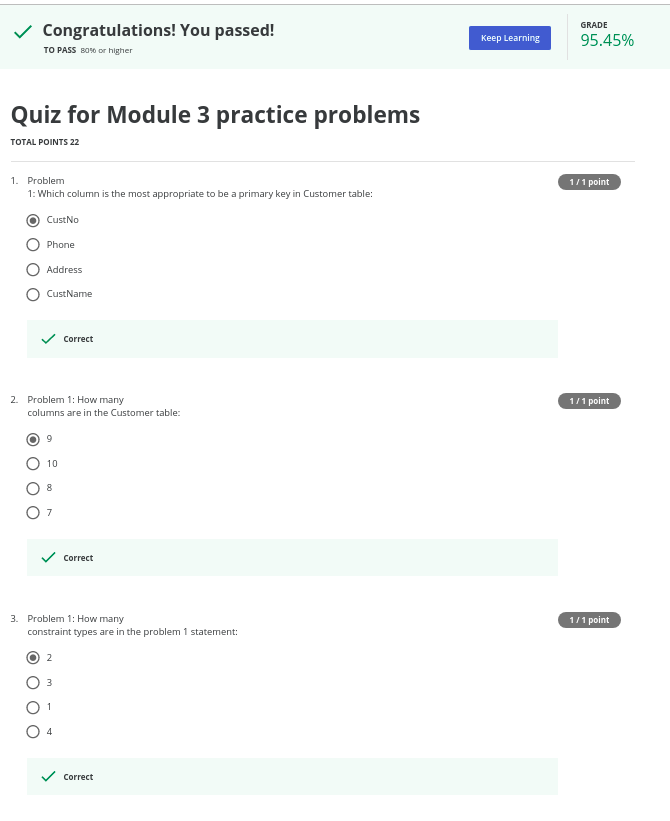 Congratulations! You passed!
TO PASS 80% or higher
Keep Learning
GRADE
95.45%
Quiz for Module 3 practice problems
TOTAL POINTS 22
1. Problem
1: Which column is the most appropriate to be a primary key in Customer table:
1 / 1 point
CustNo
Phone
Address
CustName
Correct
2. Problem 1: How many
columns are in the Customer table:
1 / 1 point
9
10
8
7
Correct
3. Problem 1: How many
constraint types are in the problem 1 statement:
1 / 1 point
2
3
1
4
Correct